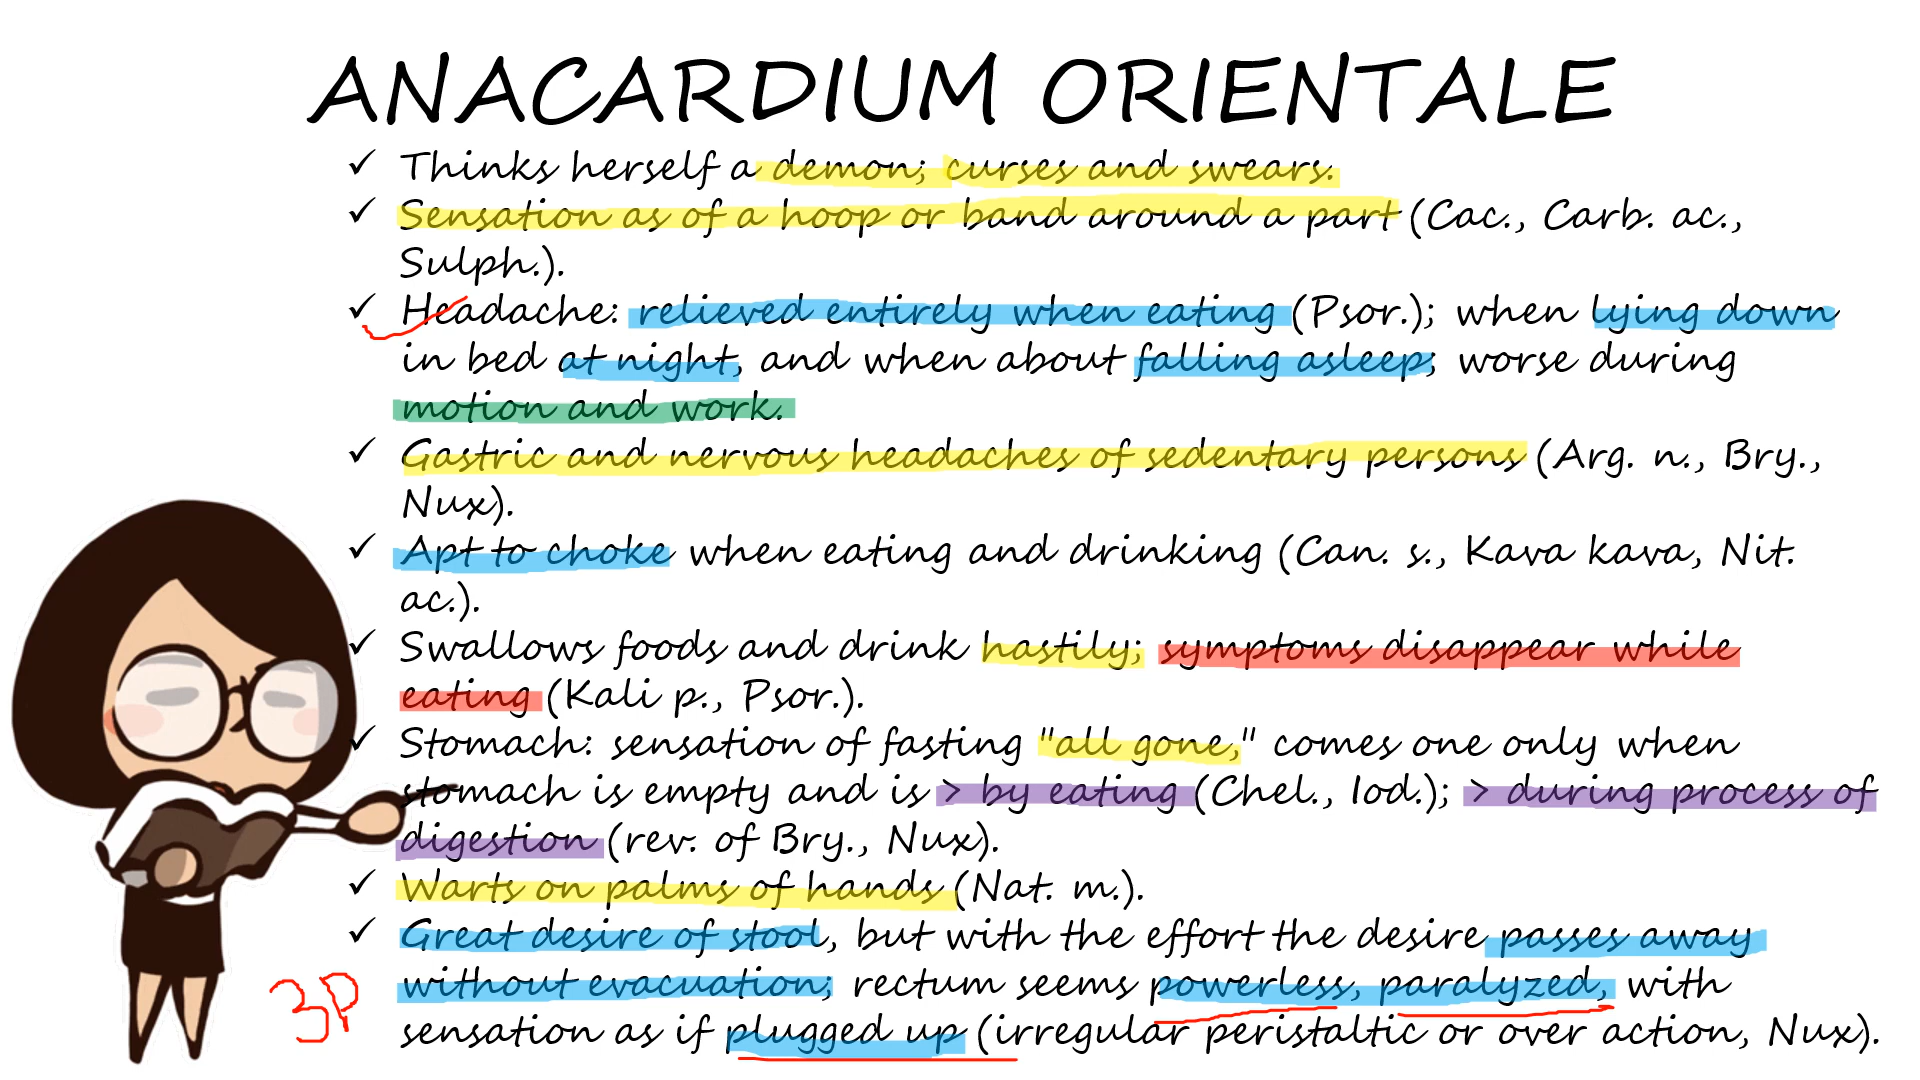 ANACARDIUM ORIENTALE
✓ Thinks herself a demon; curses and swears.
✓ Sensation as of a hoop or band around a part (Cac., Carb. ac.,
Sulph.).
✓ Headache: relieved entirely when eating (Psor.); when lying down
in bed at night, and when about falling asleep; worse during
motion and work.
✓ Gastric and nervous headaches of sedentary persons (Arg. n., Bry.,
Nux).
✓ Apt to choke when eating and drinking (Can. s., Kava kava, Nit.
ac.).
✓ Swallows foods and drink hastily; symptoms disappear while
eating (Kali p., Psor.).
✓ Stomach: sensation of fasting "all gone," comes one only when
stomach is empty and is > by eating (Chel., Iod.); > during process of
digestion (rev. of Bry., Nux).
✓ Warts on palms of hands (Nat. m.).
✓ Great desire of stool, but with the effort the desire passes away
without evacuation; rectum seems powerless, paralyzed, with
sensation as if plugged up (irregular peristaltic or over action, Nux).
3P